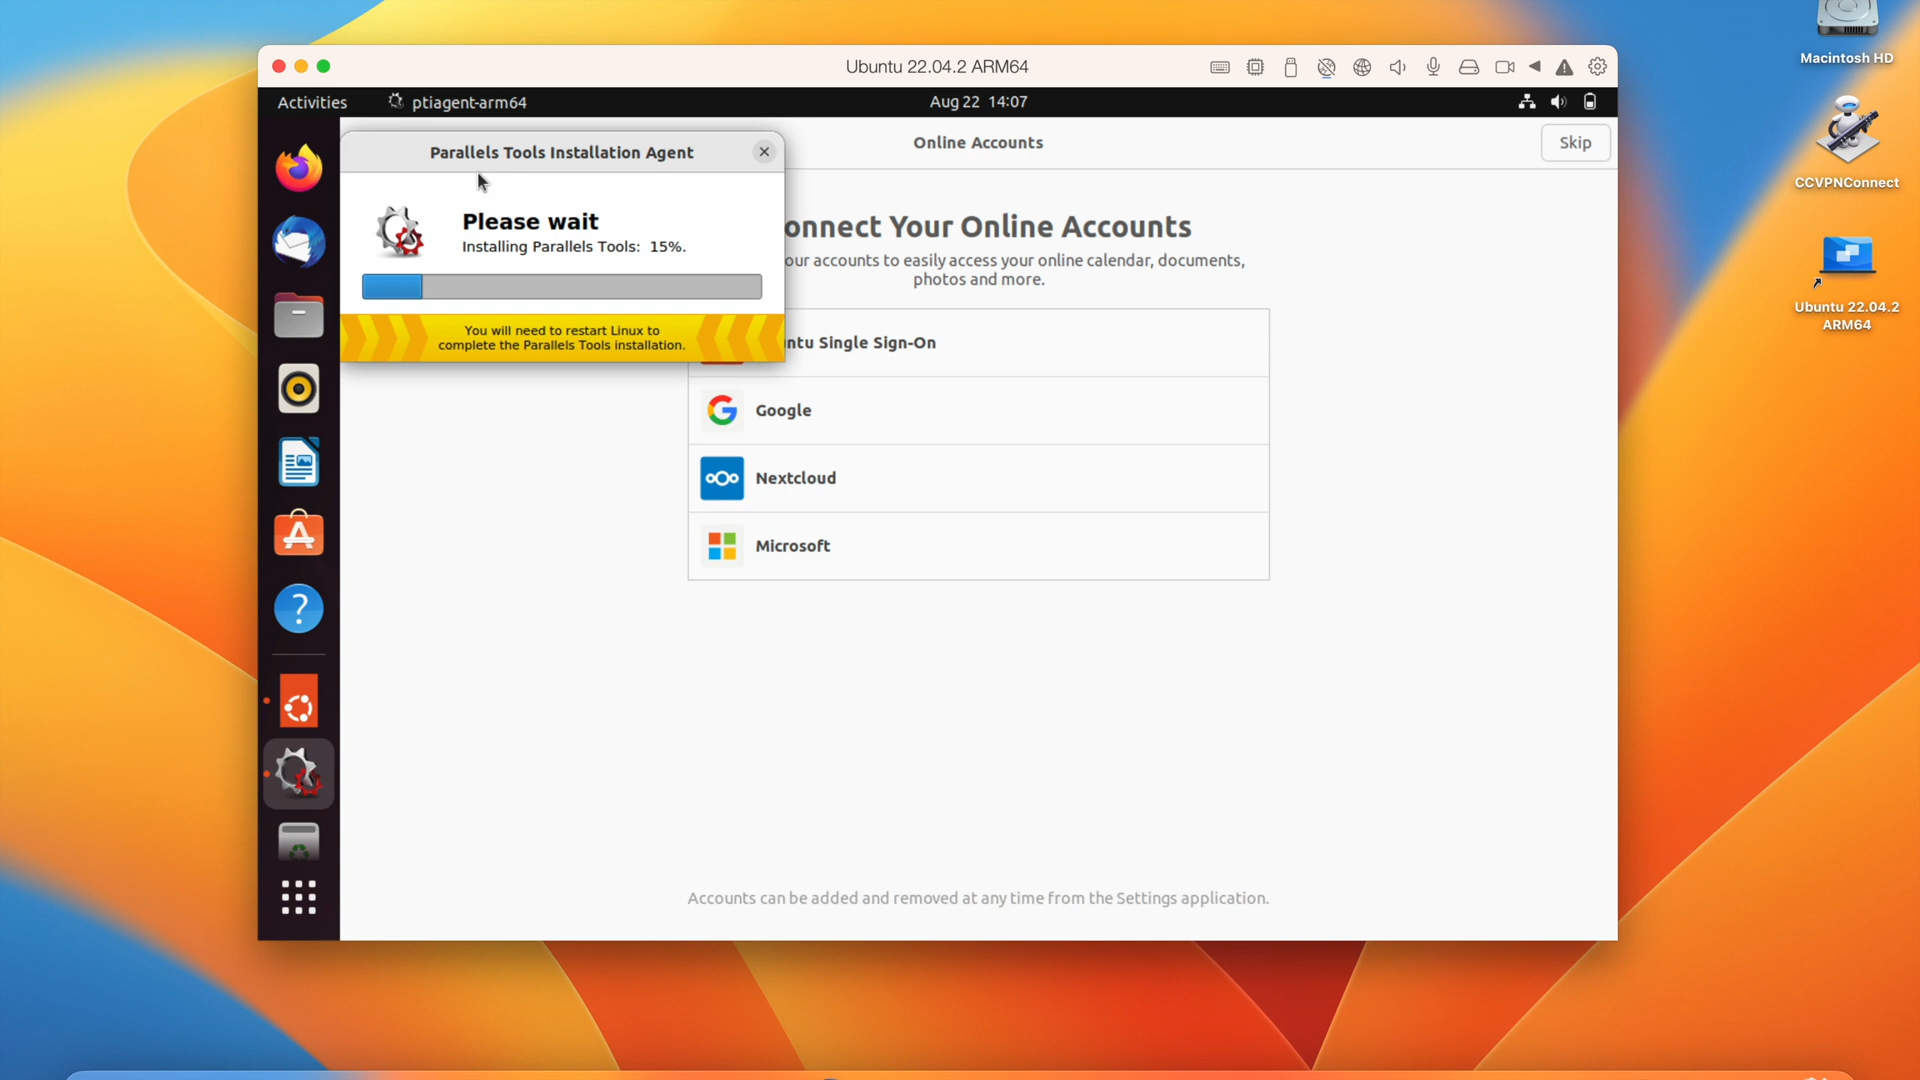 Ubuntu 22.04.2 ARM64
Macintosh HD
Activities
ptiagent-arm64
Aug 22 14:07
Parallels Tools Installation Agent
Online Accounts
Skip
CCVPNConnect
Please wait
Installing Parallels Tools: 15%.
onnect Your Online Accounts
our accounts to easily access your online calendar, documents,
photos and more.
You will need to restart Linux to
complete the Parallels Tools installation.
Ubuntu 22.04.2
ARM64
ntu Single Sign-On
Google
Nextcloud
Microsoft
Accounts can be added and removed at any time from the Settings application.